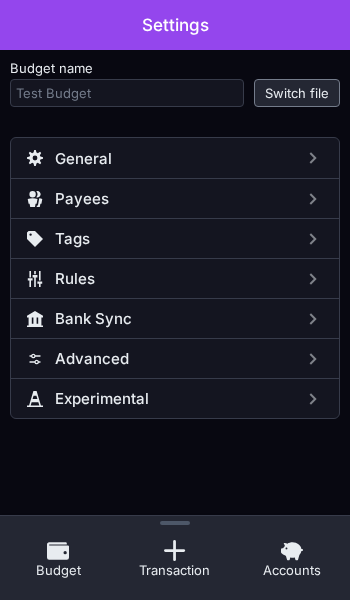 Settings
Budget name
Test Budget
Switch file
General
Payees
Tags
Rules
Bank Sync
Advanced
Experimental
Budget
Transaction
Accounts